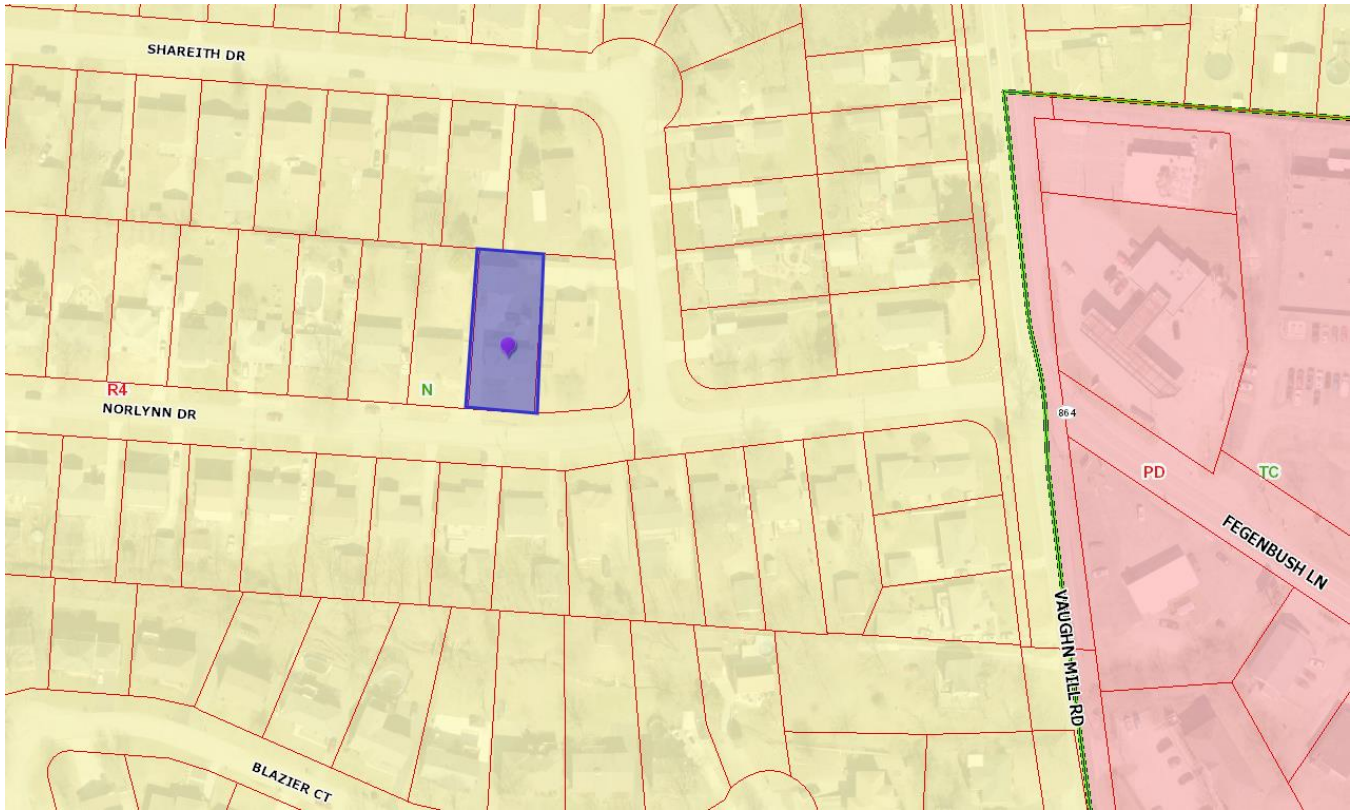 SHAREITH DR
R4
N
NORLYNN DR
864
PD
TC
FEGENBUSH LN
VAUGHN MILL RD
BLAZIER CT